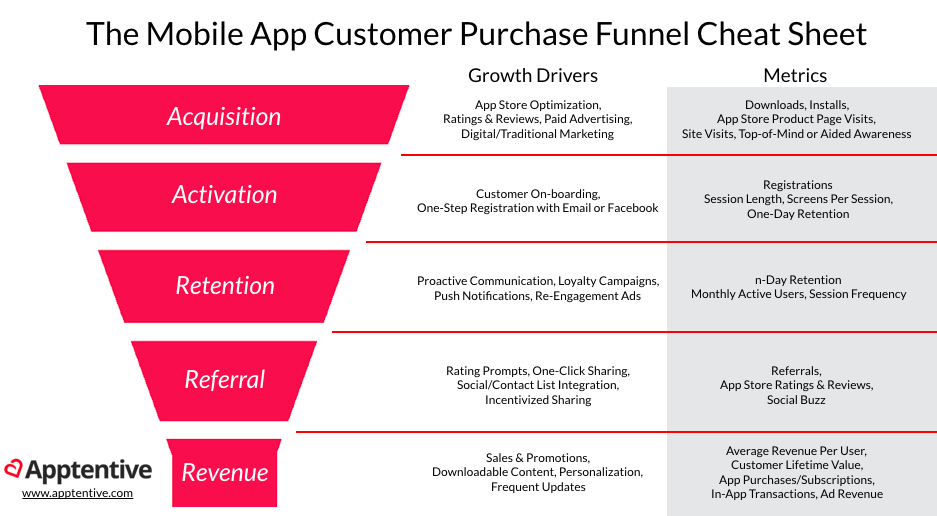 The Mobile App Customer Purchase Funnel Cheat Sheet
Growth Drivers
Metrics
Acquisition
App Store Optimization,
Ratings & Reviews, Paid Advertising,
Digital/Traditional Marketing
Downloads, Installs,
App Store Product Page Visits,
Site Visits, Top-of-Mind or Aided Awareness
Activation
Customer On-boarding,
One-Step Registration with Email or Facebook
Registrations
Session Length, Screens Per Session,
One-Day Retention
Retention
Proactive Communication, Loyalty Campaigns,
Push Notifications, Re-Engagement Ads
n-Day Retention
Monthly Active Users, Session Frequency
Referral
Rating Prompts, One-Click Sharing,
Social/Contact List Integration,
Incentivized Sharing
Referrals,
App Store Ratings & Reviews,
Social Buzz
Revenue
Sales & Promotions,
Downloadable Content, Personalization,
Frequent Updates
Average Revenue Per User,
Customer Lifetime Value,
App Purchases/Subscriptions,
In-App Transactions, Ad Revenue
Apptentive
www.apptentive.com